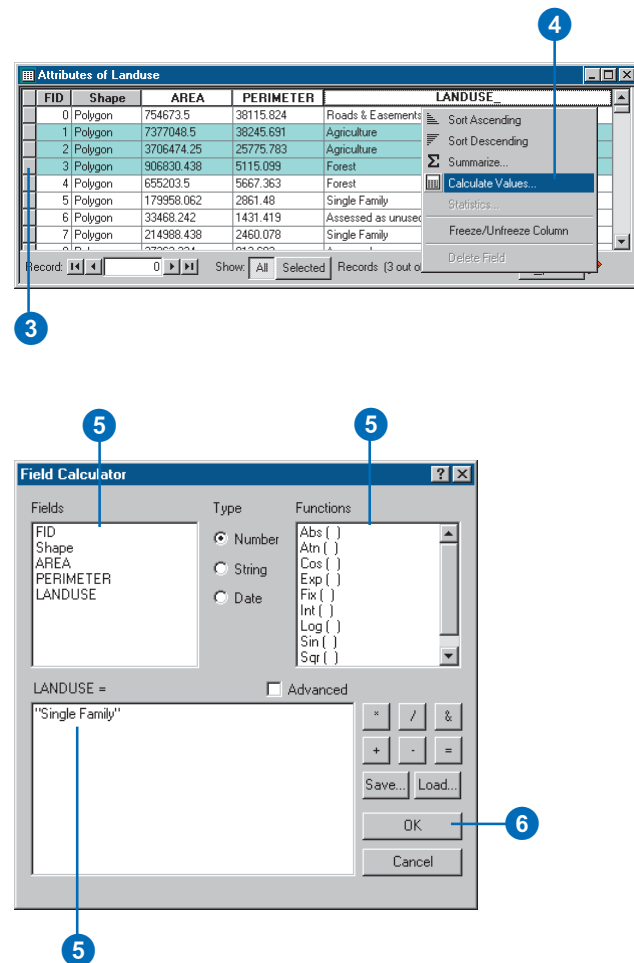 4
Attributes of Landuse
FID Shape AREA PERIMETER LANDUSE_
0 Polygon 754673.5 38115.824 Roads & Easements
1 Polygon 7377048.5 38245.691 Agriculture
2 Polygon 3706474.25 25775.783 Agriculture
3 Polygon 906830.438 5115.099 Forest
4 Polygon 655203.5 5667.363 Forest
5 Polygon 179958.062 2861.48 Single Family
6 Polygon 33468.242 1431.419 Assessed as unused
7 Polygon 214988.438 2460.078 Single Family
Sort Ascending
Sort Descending
Σ Summarize...
Calculate Values...
Statistics...
Freeze/Unfreeze Column
Delete Field
Record: 0 Show: All Selected Records (3 out o
3
5 5
Field Calculator
Fields Type Functions
FID
Shape
AREA
PERIMETER
LANDUSE
Number
String
Date
Abs ( )
Atn ( )
Cos ( )
Exp ( )
Fix ( )
Int ( )
Log ( )
Sin ( )
Sqr ( )
LANDUSE = Advanced
"Single Family"
* / &
+ - =
Save... Load...
OK
6
Cancel
5